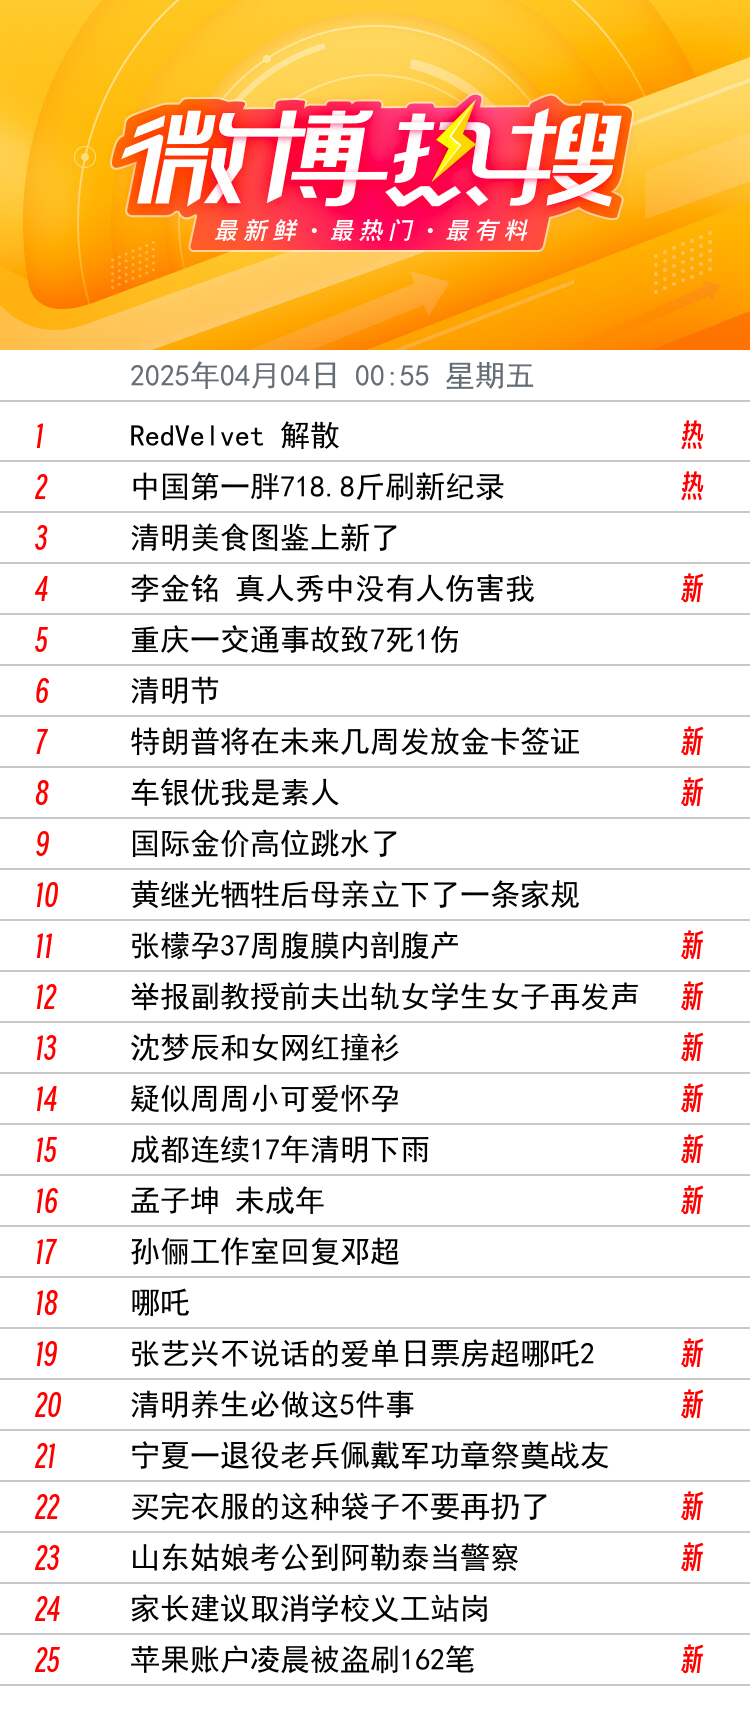 微博热搜
最新鲜·最热门·最有料
2025年04月04日 00:55 星期五
1 RedVelvet 解散 热
2 中国第一胖718.8斤刷新纪录 热
3 清明美食图鉴上新了
4 李金铭 真人秀中没有人伤害我 新
5 重庆一交通事故致7死1伤
6 清明节
7 特朗普将在未来几周发放金卡签证 新
8 车银优我是素人 新
9 国际金价高位跳水了
10 黄继光牺牲后母亲立下了一条家规
11 张檬孕37周腹膜内剖腹产 新
12 举报副教授前夫出轨女学生女子再发声 新
13 沈梦辰和女网红撞衫 新
14 疑似周周小可爱怀孕 新
15 成都连续17年清明下雨 新
16 孟子坤 未成年 新
17 孙俪工作室回复邓超
18 哪吒
19 张艺兴不说话的爱单日票房超哪吒2 新
20 清明养生必做这5件事 新
21 宁夏一退役老兵佩戴军功章祭奠战友
22 买完衣服的这种袋子不要再扔了 新
23 山东姑娘考公到阿勒泰当警察 新
24 家长建议取消学校义工站岗
25 苹果账户凌晨被盗刷162笔 新